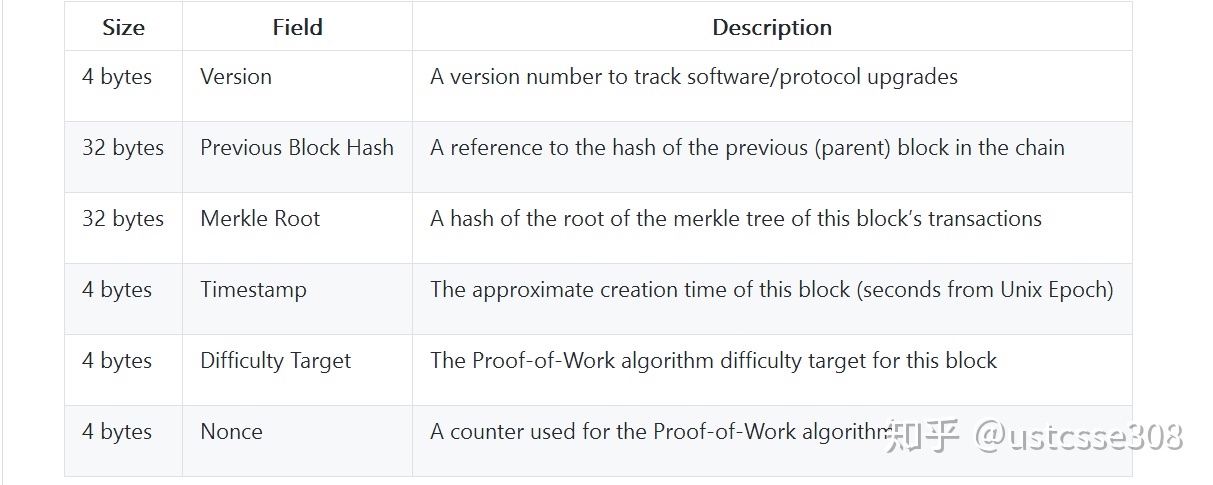 Size Field Description
4 bytes Version A version number to track software/protocol upgrades
32 bytes Previous Block Hash A reference to the hash of the previous (parent) block in the chain
32 bytes Merkle Root A hash of the root of the merkle tree of this block’s transactions
4 bytes Timestamp The approximate creation time of this block (seconds from Unix Epoch)
4 bytes Difficulty Target The Proof-of-Work algorithm difficulty target for this block
4 bytes Nonce A counter used for the Proof-of-Work algorithm
知乎 @ustcsse308